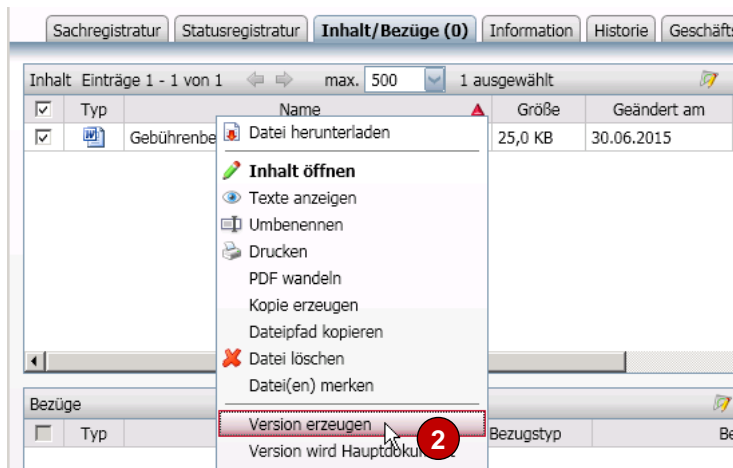 Sachregistratur Statusregistratur Inhalt/Bezüge (0) Information Historie
Inhalt Einträge 1 - 1 von 1 max. 500 1 ausgewählt
Typ Name Größe Geändert am
25,0 KB 30.06.2015
Datei herunterladen
Inhalt öffnen
Texte anzeigen
Umbenennen
Drucken
PDF wandeln
Kopie erzeugen
Dateipfad kopieren
Datei löschen
Datei(en) merken
Bezüge
Version erzeugen 2
Typ Bezugstyp
Version wird Hauptdokument